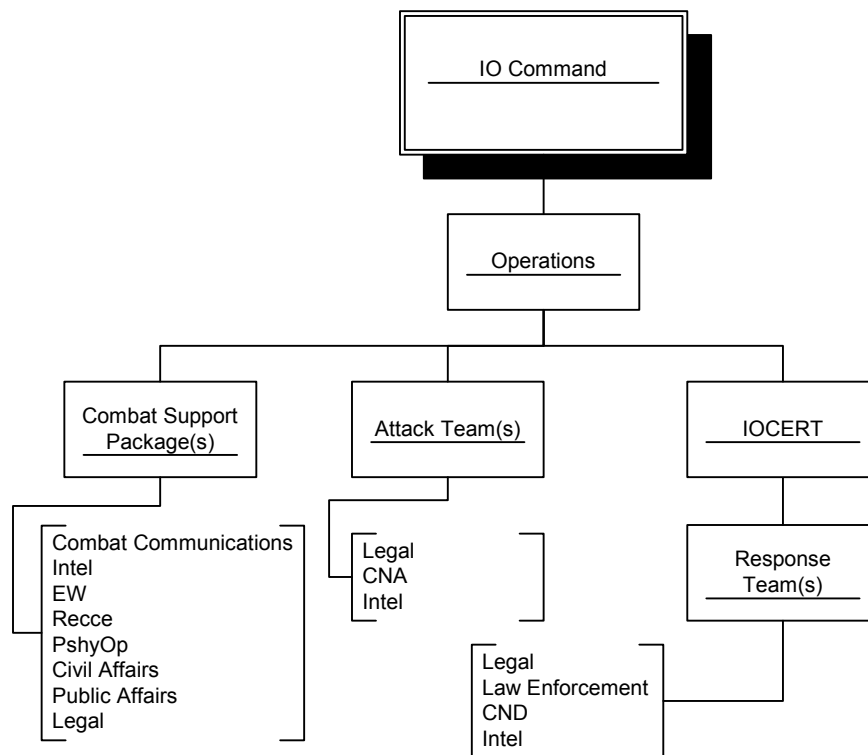 IO Command
Operations
Combat Support
Package(s)
Attack Team(s)
IOCERT
Combat Communications
Intel
EW
Recce
PshyOp
Civil Affairs
Public Affairs
Legal
Legal
CNA
Intel
Response
Team(s)
Legal
Law Enforcement
CND
Intel